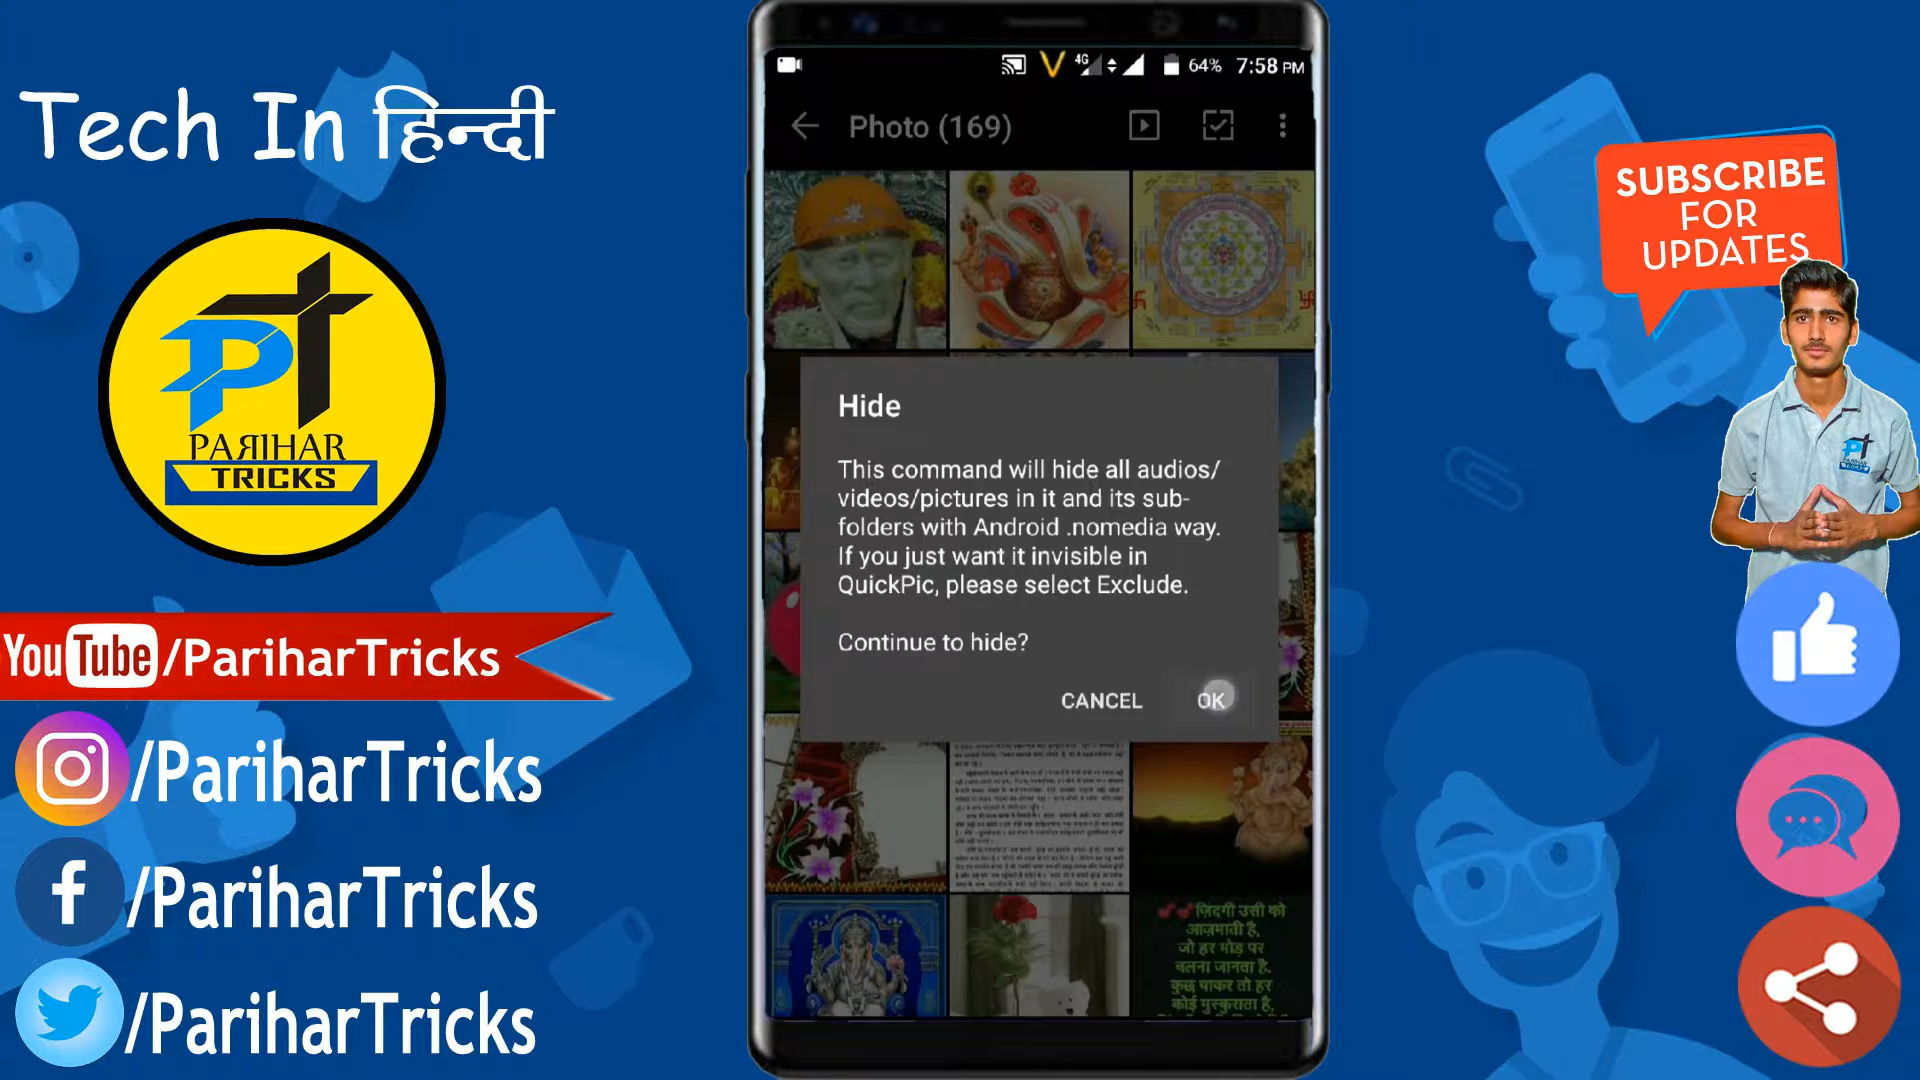 Tech In हिन्दी
PARIHAR
TRICKS
YouTube/PariharTricks
/PariharTricks
/PariharTricks
/PariharTricks
4G 64% 7:58 PM
Photo (169)
Hide
This command will hide all audios/
videos/pictures in it and its sub-
folders with Android .nomedia way.
If you just want it invisible in
QuickPic, please select Exclude.
Continue to hide?
CANCEL OK
ज़िंदगी उसी को
आज़माती है,
जो हर मोड़ पर
चलना जानता है.
कुछ पाकर तो हर
कोई मुस्कुराता है,
SUBSCRIBE
FOR
UPDATES